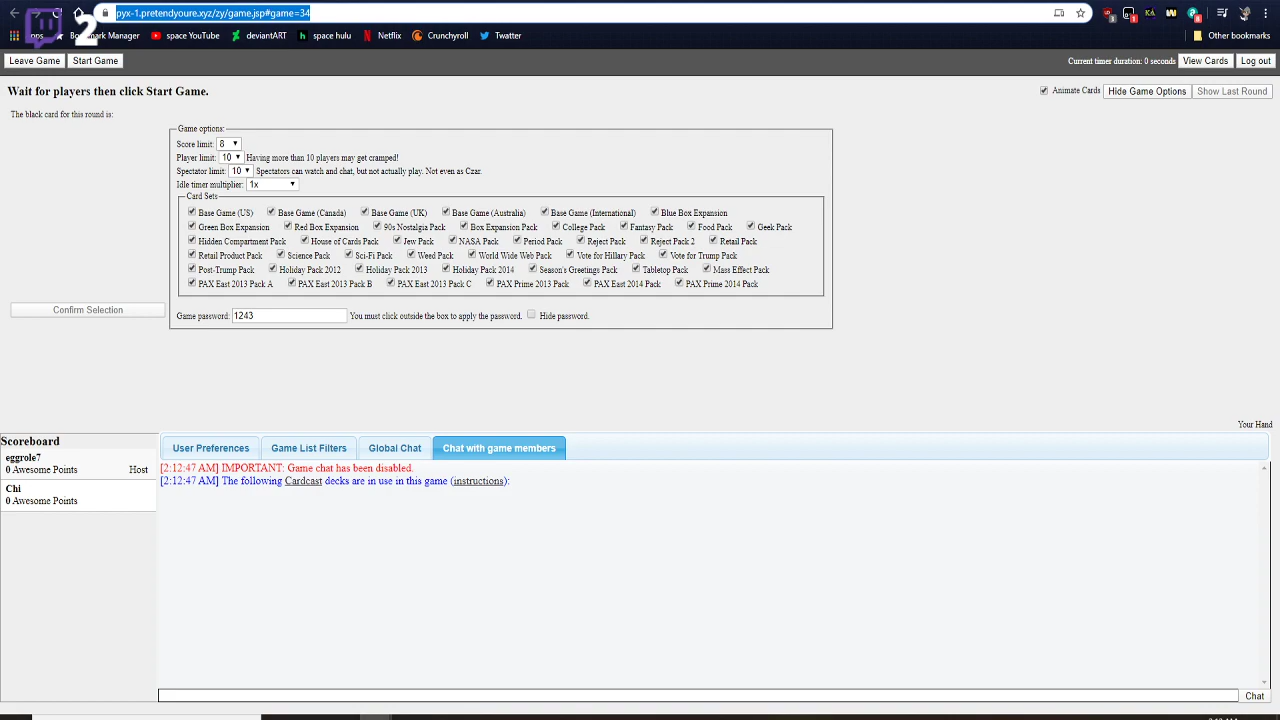 pyx-1.pretendyoure.xyz/zy/game.jsp#game=34
2
Bookmark Manager space YouTube deviantART space hulu Netflix Crunchyroll Twatter Other bookmarks
Leave Game Start Game Current timer duration: 0 seconds View Cards Log out
Wait for players then click Start Game. Animate Cards Hide Game Options Show Last Round
The black card for this round is:
Game options:
Score limit: 8
Player limit: 10 Having more than 10 players may get cramped!
Spectator limit: 10 Spectators can watch and chat, but not actually play. Not even as Czar.
Idle timer multiplier: 1x
Card Sets
Base Game (US) Base Game (Canada) Base Game (UK) Base Game (Australia) Base Game (International) Blue Box Expansion
Green Box Expansion Red Box Expansion 90s Nostalgia Pack Box Expansion Pack College Pack Fantasy Pack Food Pack Geek Pack
Hidden Compartment Pack House of Cards Pack Jew Pack NASA Pack Period Pack Reject Pack Reject Pack 2 Retail Pack
Retail Product Pack Science Pack Sci-Fi Pack Weed Pack World Wide Web Pack Vote for Hillary Pack Vote for Trump Pack
Post-Trump Pack Holiday Pack 2012 Holiday Pack 2013 Holiday Pack 2014 Season's Greetings Pack Tabletop Pack Mass Effect Pack
PAX East 2013 Pack A PAX East 2013 Pack B PAX East 2013 Pack C PAX Prime 2013 Pack PAX East 2014 Pack PAX Prime 2014 Pack
Confirm Selection
Game password: 1243 You must click outside the box to apply the password. Hide password.
Your Hand
Scoreboard
eggrole7
0 Awesome Points Host
Chi
0 Awesome Points
User Preferences Game List Filters Global Chat Chat with game members
[2:12:47 AM] IMPORTANT: Game chat has been disabled.
[2:12:47 AM] The following Cardcast decks are in use in this game (instructions):
Chat